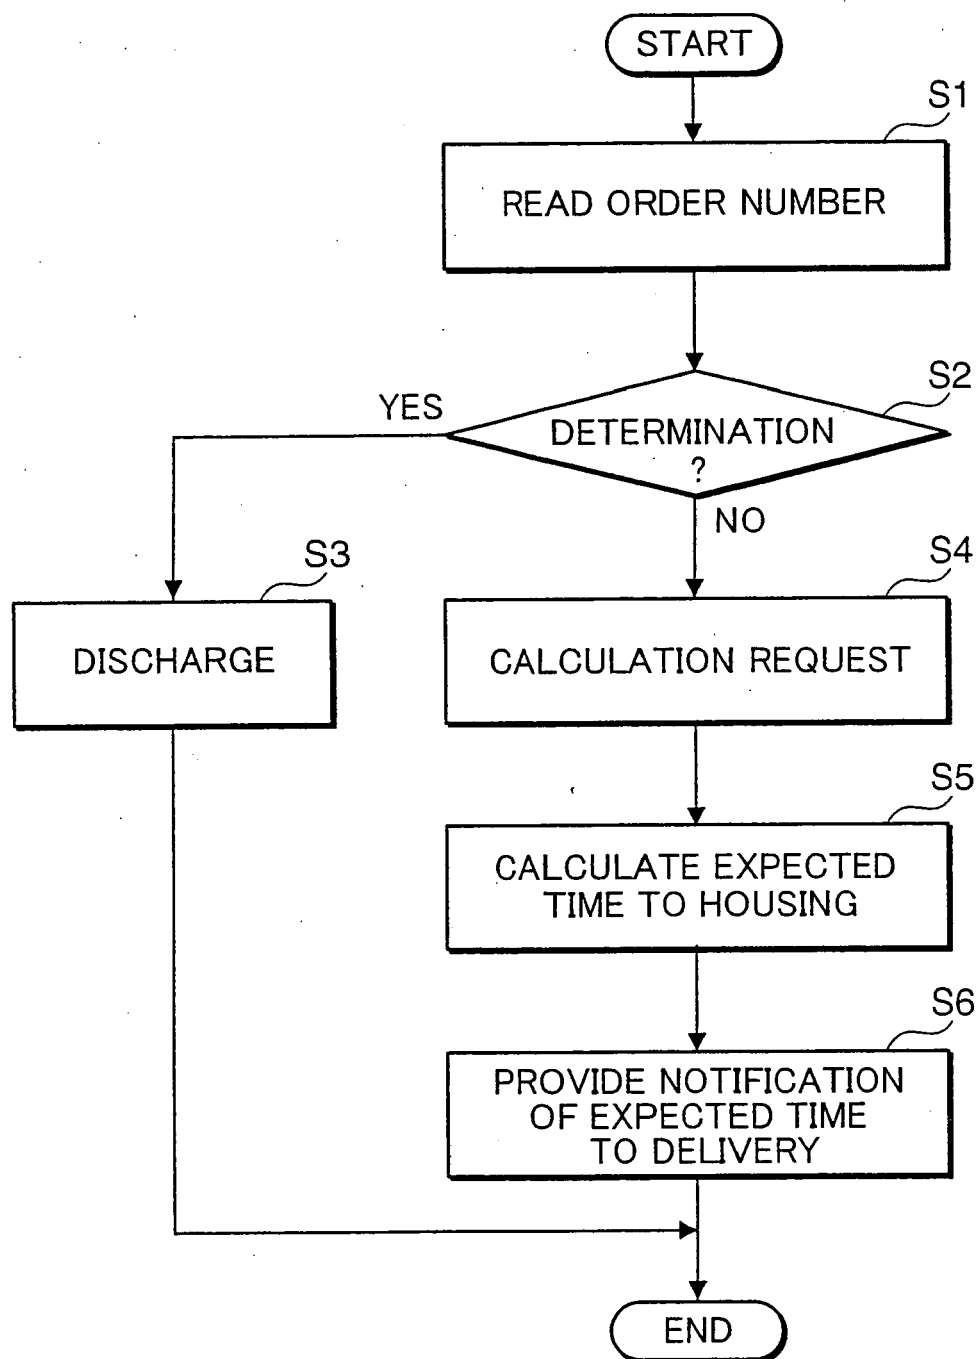 START
S1
READ ORDER NUMBER
S2
YES
DETERMINATION
?
NO
S3
S4
DISCHARGE
CALCULATION REQUEST
S5
CALCULATE EXPECTED
TIME TO HOUSING
S6
PROVIDE NOTIFICATION
OF EXPECTED TIME
TO DELIVERY
END